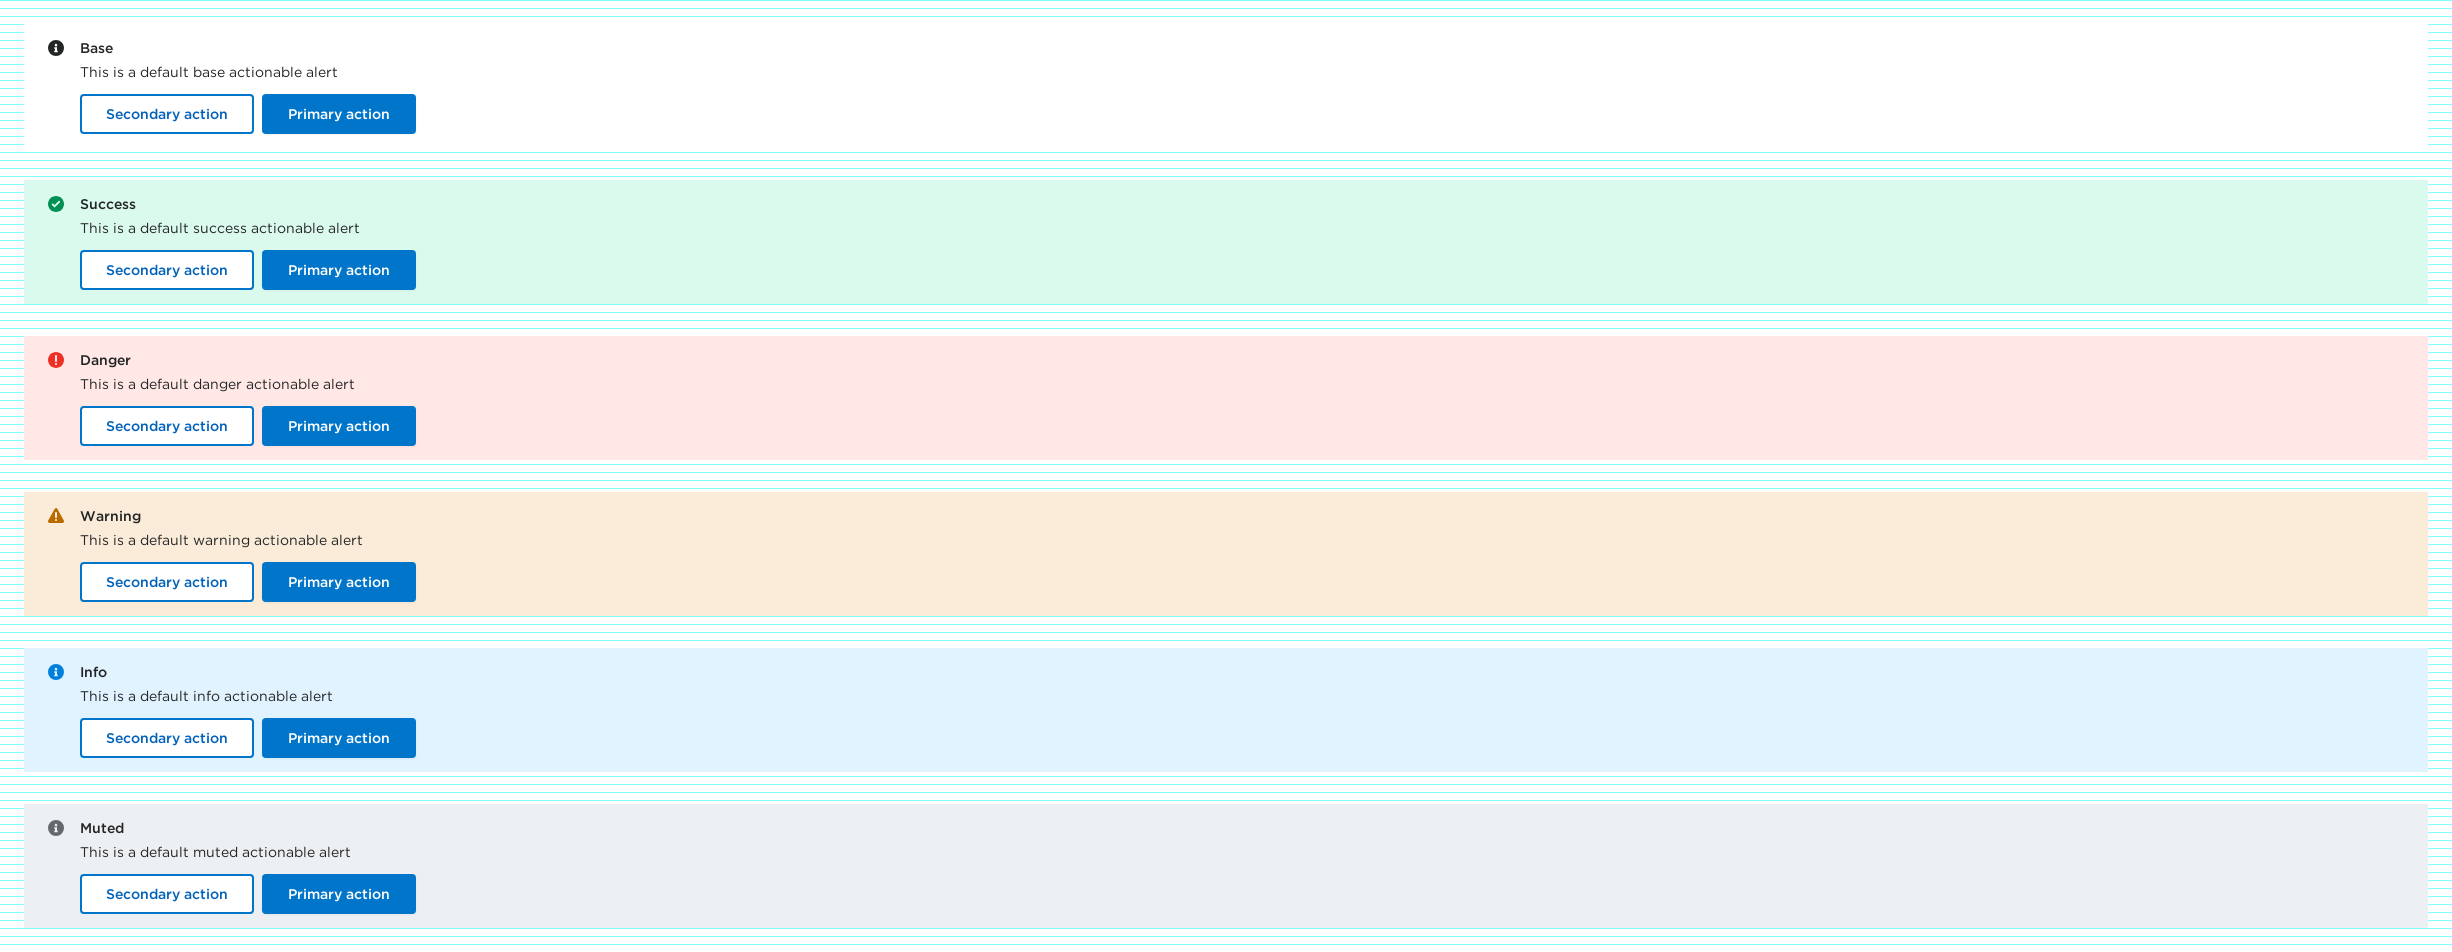 Base
This is a default base actionable alert
Secondary action Primary action
Success
This is a default success actionable alert
Secondary action Primary action
Danger
This is a default danger actionable alert
Secondary action Primary action
Warning
This is a default warning actionable alert
Secondary action Primary action
Info
This is a default info actionable alert
Secondary action Primary action
Muted
This is a default muted actionable alert
Secondary action Primary action